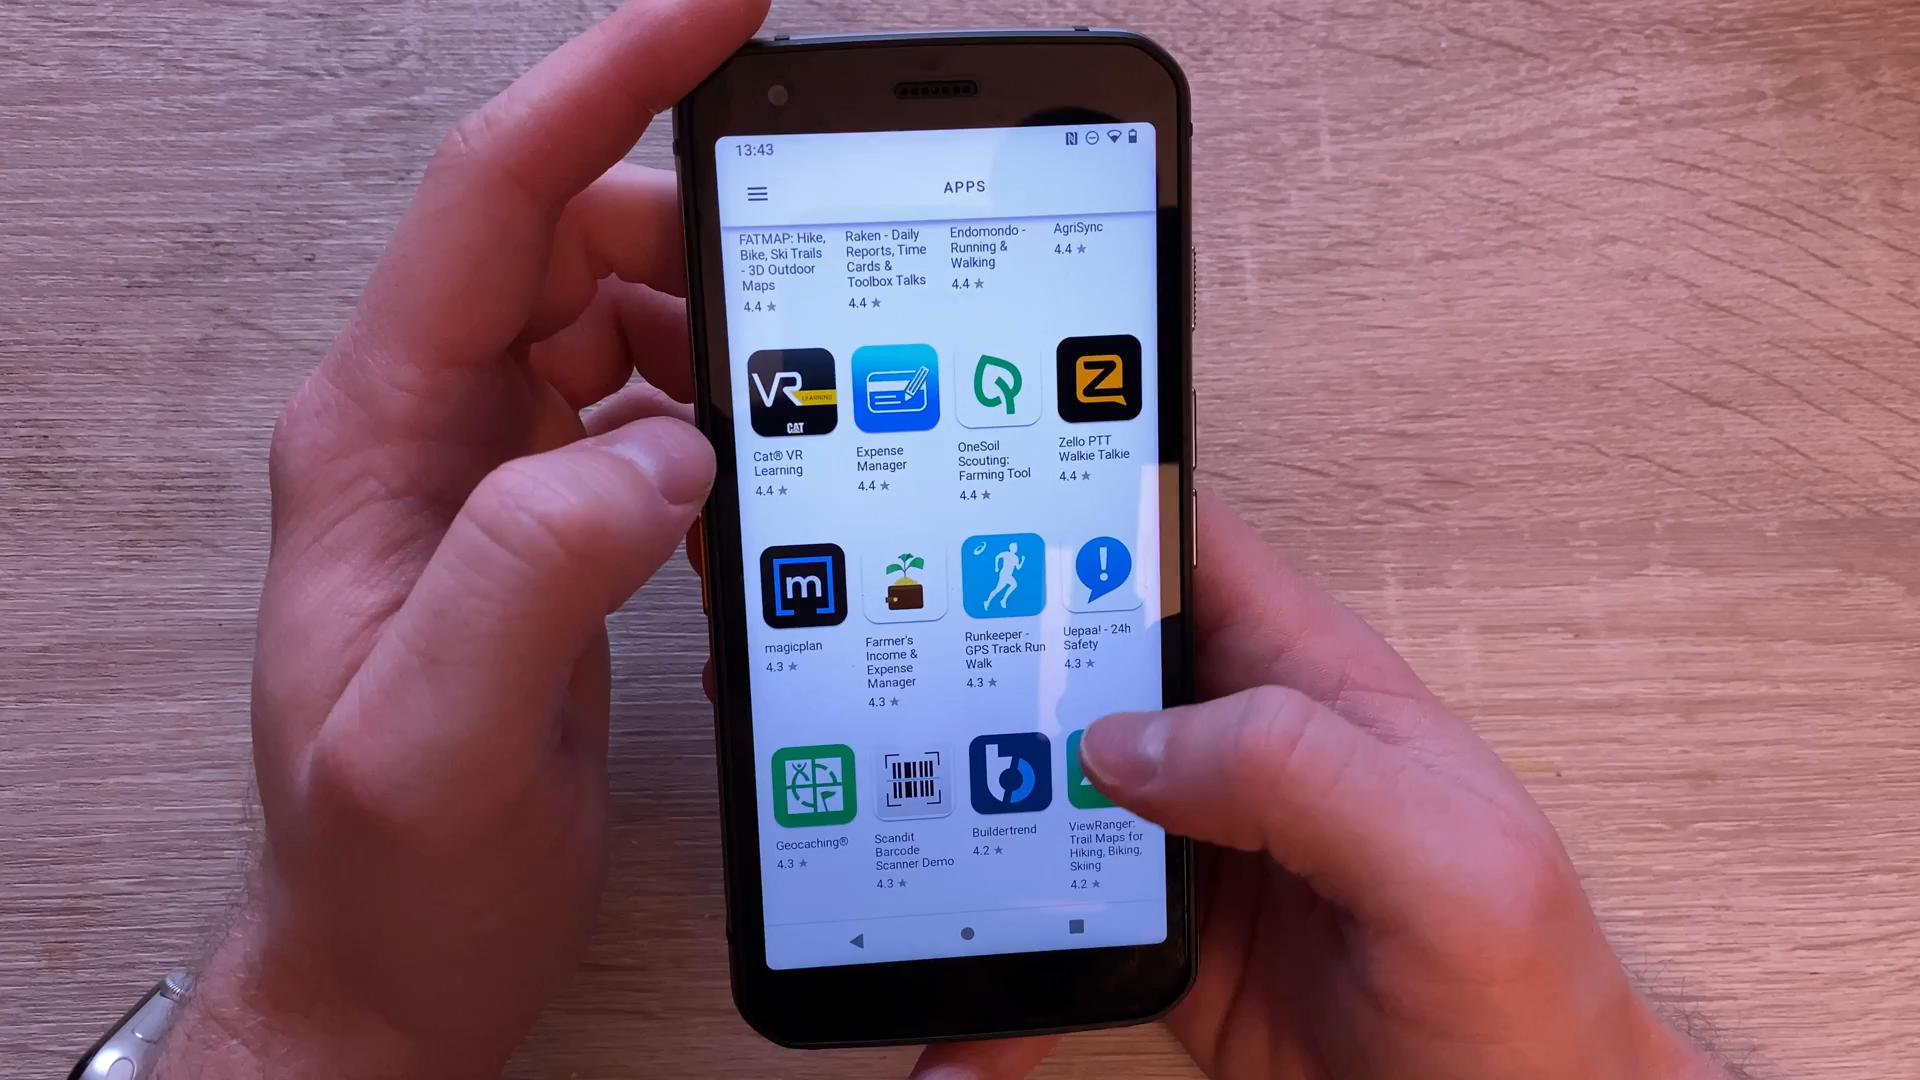 13:43
APPS
FATMAP: Hike,
Bike, Ski Trails
- 3D Outdoor
Maps
4.4 ★
Raken - Daily
Reports, Time
Cards &
Toolbox Talks
4.4 ★
Endomondo -
Running &
Walking
4.4 ★
AgriSync
4.4 ★
VR
LEARNING
CAT
Cat® VR
Learning
4.4 ★
Expense
Manager
4.4 ★
OneSoil
Scouting:
Farming Tool
4.4 ★
Z
Zello PTT
Walkie Talkie
4.4 ★
m
magicplan
4.3 ★
Farmer's
Income &
Expense
Manager
4.3 ★
Runkeeper -
GPS Track Run
Walk
4.3 ★
!
Uepaa! - 24h
Safety
4.3 ★
Geocaching®
4.3 ★
Scandit
Barcode
Scanner Demo
4.3 ★
Buildertrend
4.2 ★
ViewRanger:
Trail Maps for
Hiking, Biking,
Skiing
4.2 ★